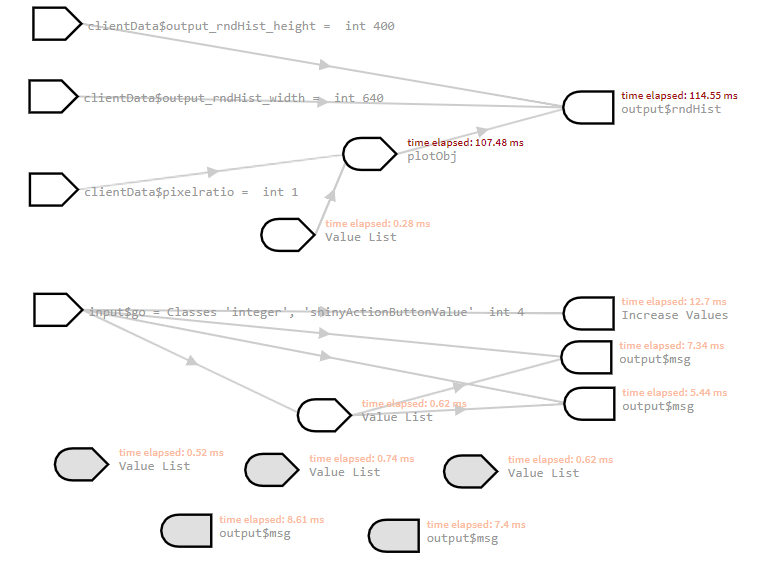 clientData$output_rndHist_height =  int 400
clientData$output_rndHist_width =  int 640
time elapsed: 114.55 ms
output$rndHist
time elapsed: 107.48 ms
plotObj
clientData$pixelratio =  int 1
time elapsed: 0.28 ms
Value List
input$go = Classes 'integer', 'shinyActionButtonValue'  int 4
time elapsed: 12.7 ms
Increase Values
time elapsed: 7.34 ms
output$msg
time elapsed: 5.44 ms
output$msg
time elapsed: 0.62 ms
Value List
time elapsed: 0.52 ms
Value List
time elapsed: 0.74 ms
Value List
time elapsed: 0.62 ms
Value List
time elapsed: 8.61 ms
output$msg
time elapsed: 7.4 ms
output$msg